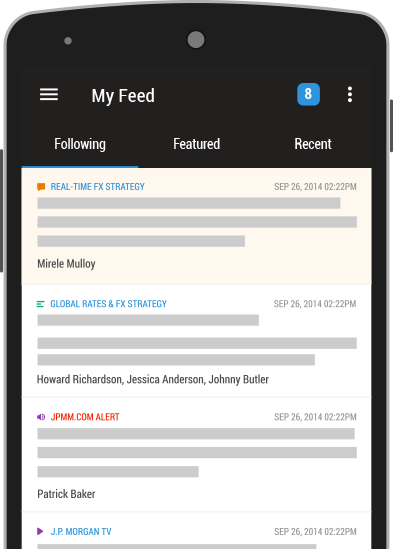 My Feed
8
Following Featured Recent
REAL-TIME FX STRATEGY SEP 26, 2014 02:22PM
Mirele Mulloy
GLOBAL RATES & FX STRATEGY SEP 26, 2014 02:22PM
Howard Richardson, Jessica Anderson, Johnny Butler
JPMM.COM ALERT SEP 26, 2014 02:22PM
Patrick Baker
J.P. MORGAN TV SEP 26, 2014 02:22PM